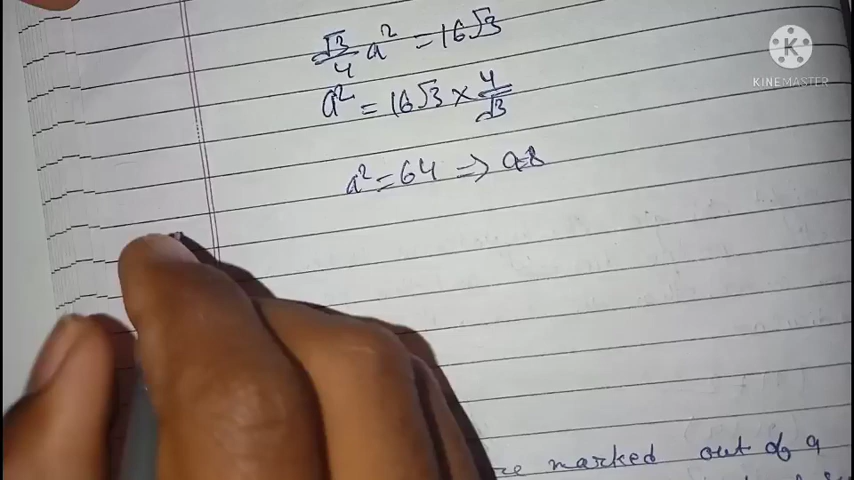 √3/4 a² = 16√3
K
KINEMASTER
a² = 16√3 × 4/√3
a² = 64 ⇒ a=8
marked out of a